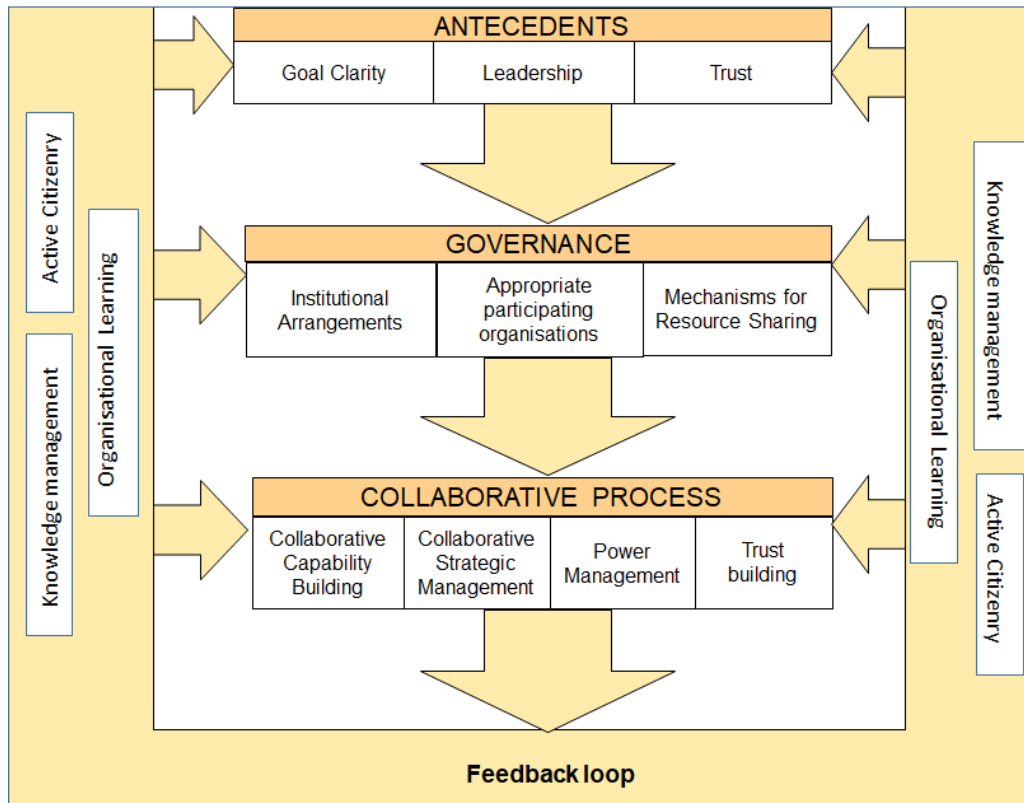 ANTECEDENTS
Goal Clarity
Leadership
Trust
Active Citizenry
Knowledge management
Organisational Learning
GOVERNANCE
Institutional
Arrangements
Appropriate
participating
organisations
Mechanisms for
Resource Sharing
Knowledge management
Organisational Learning
Active Citizenry
COLLABORATIVE PROCESS
Collaborative
Capability
Building
Collaborative
Strategic
Management
Power
Management
Trust
building
Feedback loop